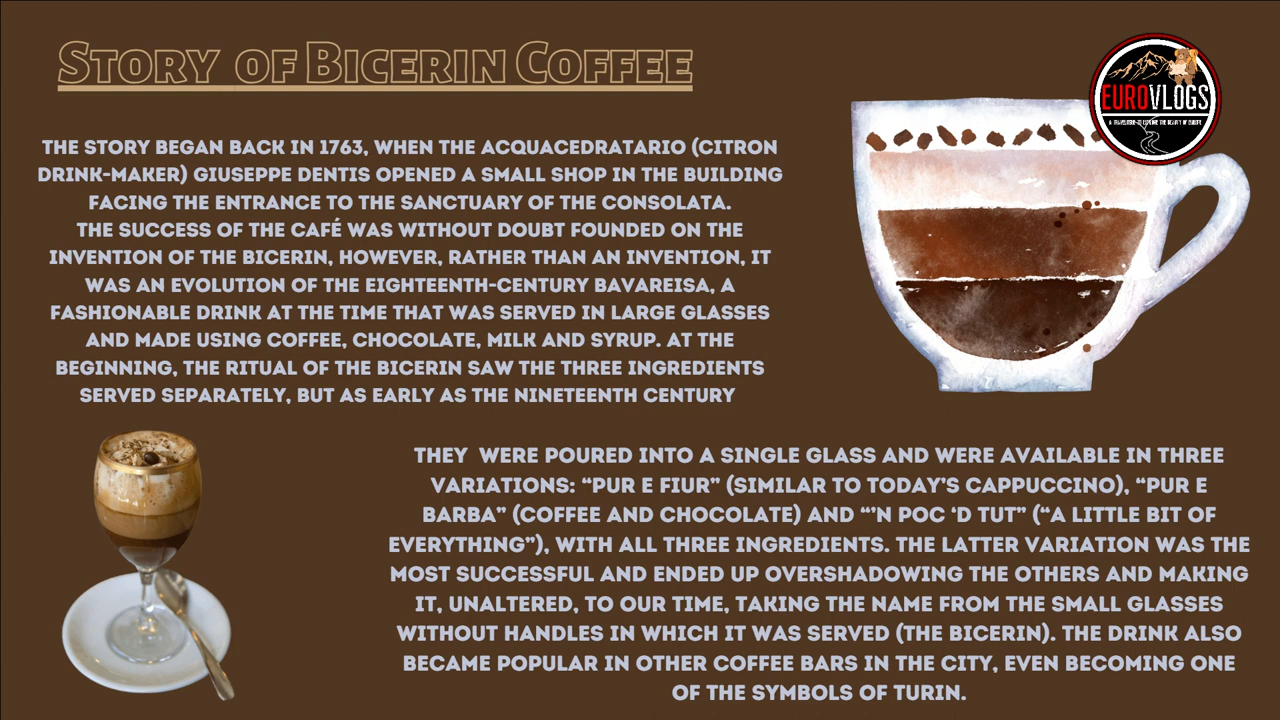 STORY OF BICERIN COFFEE
EUROVLOGS
A TRAVEL GUIDE TO EXPLORE THE BEAUTY OF EUROPE
THE STORY BEGAN BACK IN 1763, WHEN THE ACQUACEDRATARIO (CITRON
DRINK-MAKER) GIUSEPPE DENTIS OPENED A SMALL SHOP IN THE BUILDING
FACING THE ENTRANCE TO THE SANCTUARY OF THE CONSOLATA.
THE SUCCESS OF THE CAFÉ WAS WITHOUT DOUBT FOUNDED ON THE
INVENTION OF THE BICERIN, HOWEVER, RATHER THAN AN INVENTION, IT
WAS AN EVOLUTION OF THE EIGHTEENTH-CENTURY BAVAREISA, A
FASHIONABLE DRINK AT THE TIME THAT WAS SERVED IN LARGE GLASSES
AND MADE USING COFFEE, CHOCOLATE, MILK AND SYRUP. AT THE
BEGINNING, THE RITUAL OF THE BICERIN SAW THE THREE INGREDIENTS
SERVED SEPARATELY, BUT AS EARLY AS THE NINETEENTH CENTURY
THEY WERE POURED INTO A SINGLE GLASS AND WERE AVAILABLE IN THREE
VARIATIONS: “PUR E FIUR” (SIMILAR TO TODAY’S CAPPUCCINO), “PUR E
BARBA” (COFFEE AND CHOCOLATE) AND “’N POC ‘D TUT” (“A LITTLE BIT OF
EVERYTHING”), WITH ALL THREE INGREDIENTS. THE LATTER VARIATION WAS THE
MOST SUCCESSFUL AND ENDED UP OVERSHADOWING THE OTHERS AND MAKING
IT, UNALTERED, TO OUR TIME, TAKING THE NAME FROM THE SMALL GLASSES
WITHOUT HANDLES IN WHICH IT WAS SERVED (THE BICERIN). THE DRINK ALSO
BECAME POPULAR IN OTHER COFFEE BARS IN THE CITY, EVEN BECOMING ONE
OF THE SYMBOLS OF TURIN.